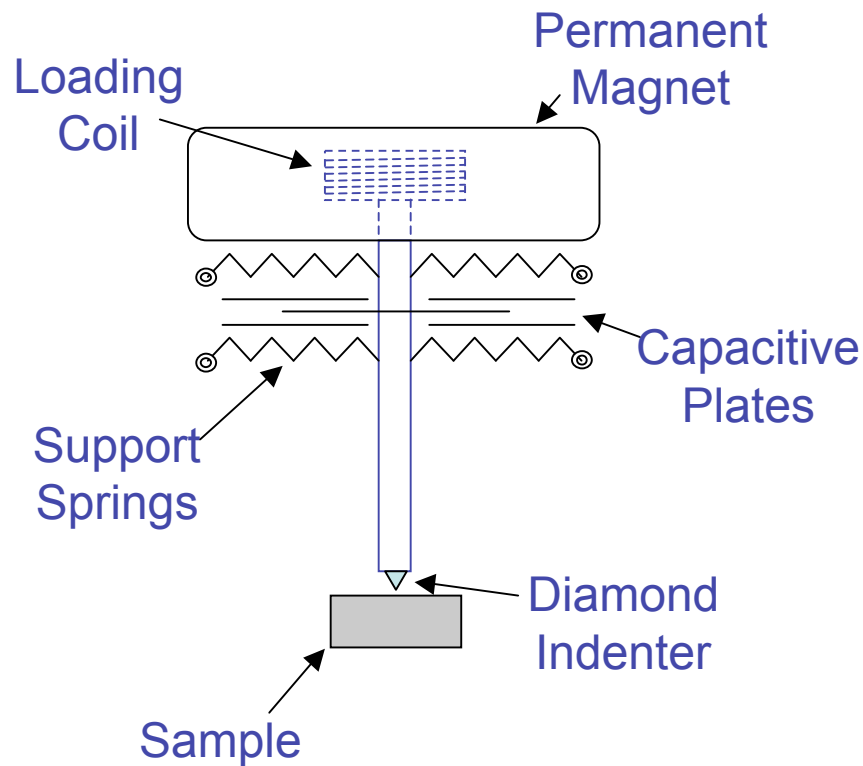 Permanent
Magnet
Loading
Coil
Capacitive
Plates
Support
Springs
Diamond
Indenter
Sample